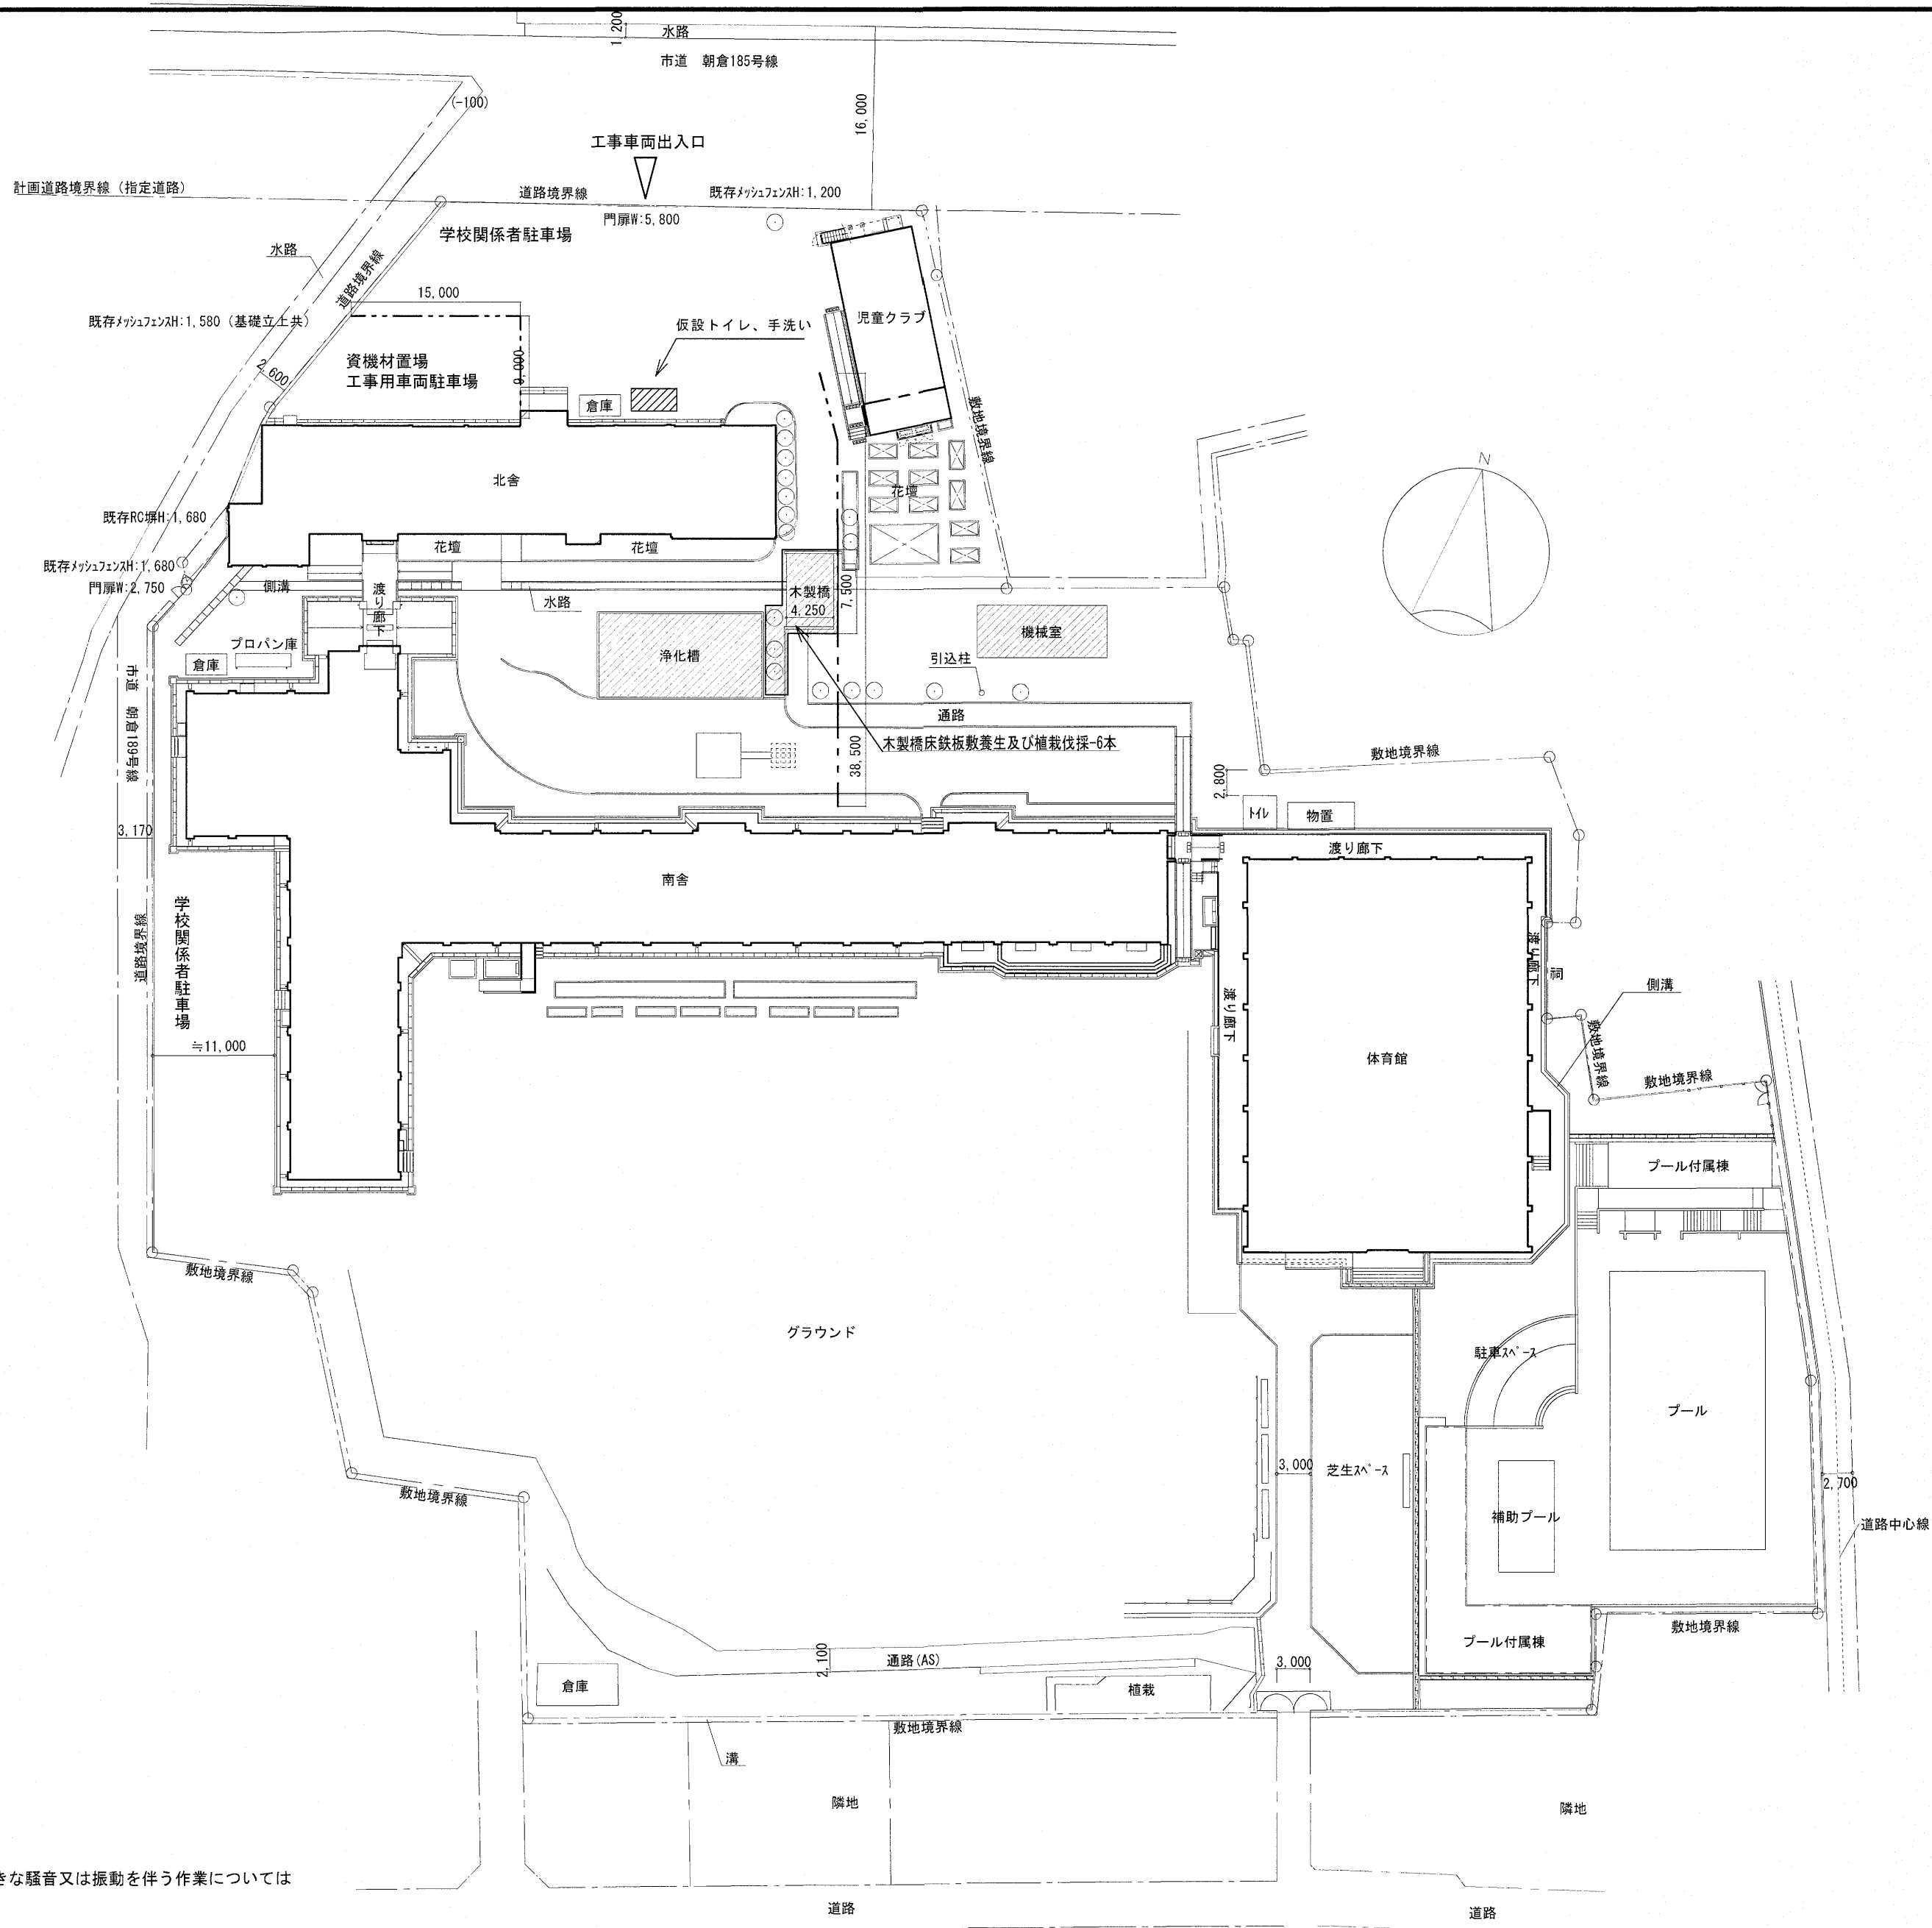 1,200
水路
市道　朝倉185号線
(-100)
16,000
工事車両出入口
計画道路境界線（指定道路）
道路境界線
既存メッシュフェンスH:1,200
門扉W:5,800
学校関係者駐車場
水路
道路境界線
15,000
既存メッシュフェンスH:1,580（基礎立上共）
仮設トイレ、手洗い
児童クラブ
資機材置場
工事用車両駐車場
9,000
2,600
倉庫
敷地境界線
N
北舎
花壇
既存RC塀H:1,680
花壇
花壇
既存メッシュフェンスH:1,680
門扉W:2,750
側溝
渡り廊下
水路
木製橋
4,250
7,500
機械室
プロパン庫
倉庫
浄化槽
引込柱
市道　朝倉189号線
通路
木製橋床鉄板敷養生及び植栽伐採-6本
38,500
敷地境界線
2,800
トイレ
物置
3,170
渡り廊下
南舎
学校関係者駐車場
道路境界線
渡り廊下
祠
側溝
渡り廊下
敷地境界線
≒11,000
体育館
敷地境界線
プール付属棟
敷地境界線
グラウンド
駐車スペース
プール
3,000
芝生スペース
2,700
敷地境界線
補助プール
道路中心線
敷地境界線
プール付属棟
2,100
通路(AS)
3,000
倉庫
植栽
敷地境界線
溝
隣地
隣地
きな騒音又は振動を伴う作業については
道路
道路